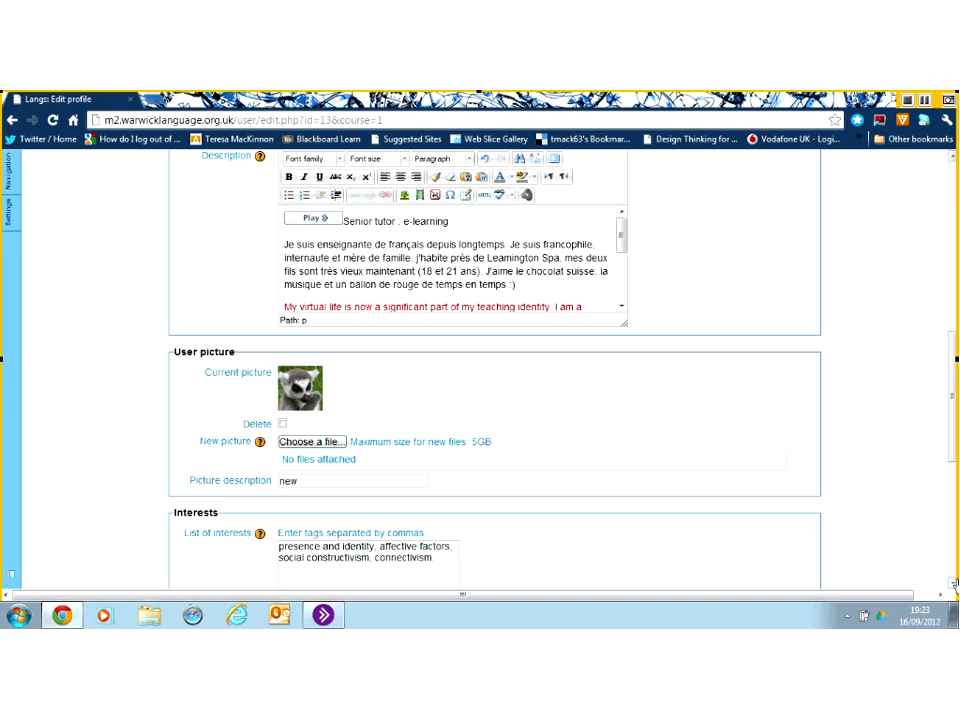 Langs: Edit profile
m2.warwicklanguage.org.uk/user/edit.php?id=13&course=1
Twitter / Home How do I log out of ... Teresa MacKinnon Blackboard Learn Suggested Sites Web Slice Gallery tmack63's Bookmar... Design Thinking for ... Vodafone UK - Logi... Other bookmarks
Navigation
Settings
Description
Font family Font size Paragraph
B I U ABC
HTML
Play Senior tutor : e-learning
Je suis enseignante de français depuis longtemps. Je suis francophile,
internaute et mère de famille. j'habite près de Leamington Spa, mes deux
fils sont très vieux maintenant (18 et 21 ans). J'aime le chocolat suisse, la
musique et un ballon de rouge de temps en temps :)
My virtual life is now a significant part of my teaching identity. I am a
Path: p
User picture
Current picture
Delete
New picture Choose a file... Maximum size for new files: 5GB
No files attached
Picture description new
Interests
List of interests Enter tags separated by commas
presence and identity, affective factors,
social constructivism, connectivism.
19:23
16/09/2012